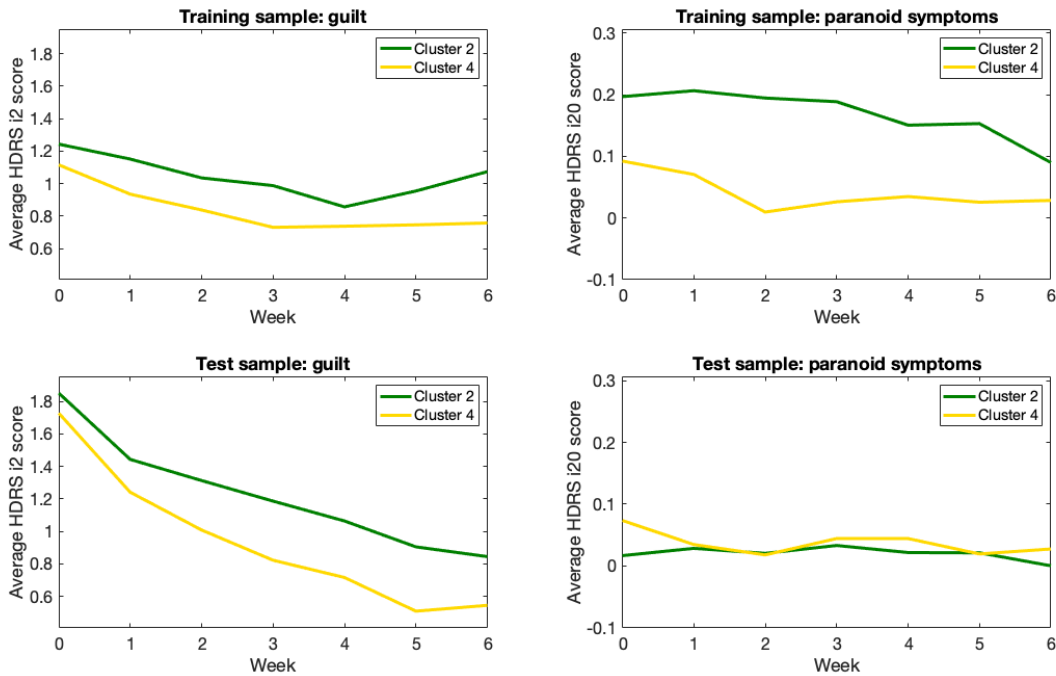 Training sample: guilt
Average HDRS i2 score
1.8
1.6
1.4
1.2
1
0.8
0.6
Cluster 2
Cluster 4
0 1 2 3 4 5 6
Week
Training sample: paranoid symptoms
Average HDRS i20 score
0.3
0.2
0.1
0
-0.1
Cluster 2
Cluster 4
0 1 2 3 4 5 6
Week
Test sample: guilt
Average HDRS i2 score
1.8
1.6
1.4
1.2
1
0.8
0.6
Cluster 2
Cluster 4
0 1 2 3 4 5 6
Week
Test sample: paranoid symptoms
Average HDRS i20 score
0.3
0.2
0.1
0
-0.1
Cluster 2
Cluster 4
0 1 2 3 4 5 6
Week